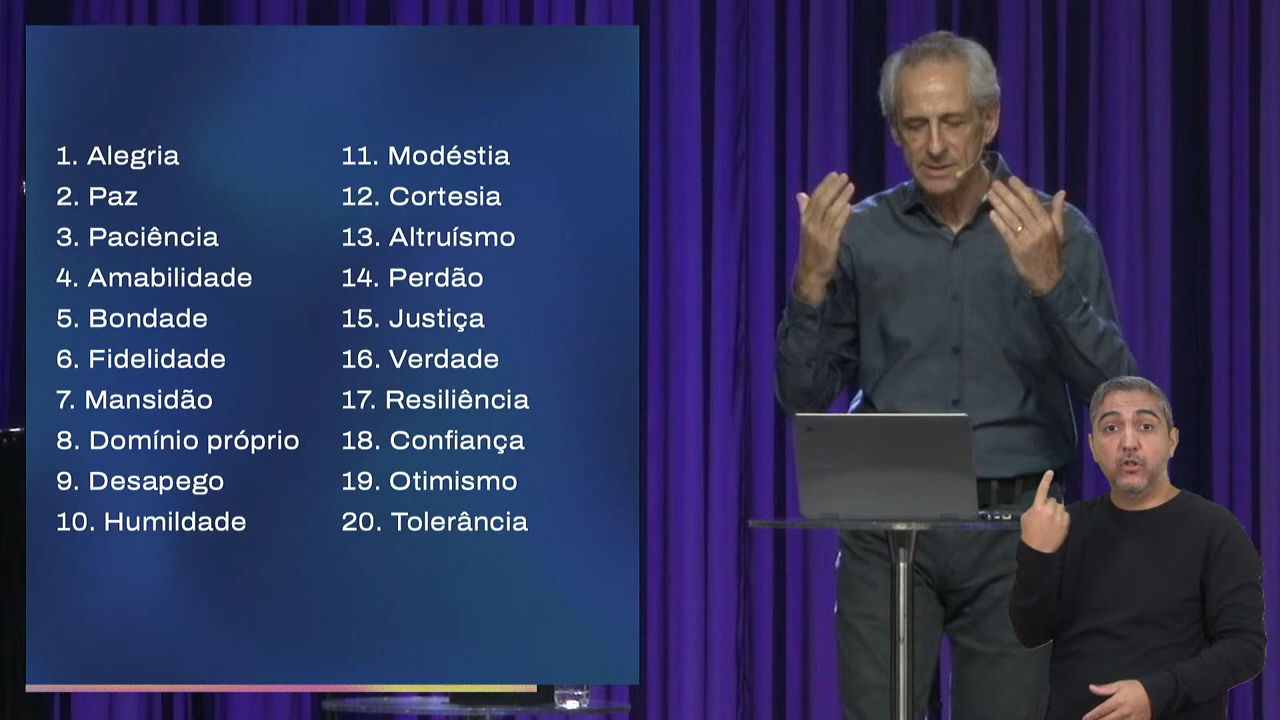 1. Alegria
2. Paz
3. Paciência
4. Amabilidade
5. Bondade
6. Fidelidade
7. Mansidão
8. Domínio próprio
9. Desapego
10. Humildade
11. Modéstia
12. Cortesia
13. Altruísmo
14. Perdão
15. Justiça
16. Verdade
17. Resiliência
18. Confiança
19. Otimismo
20. Tolerância